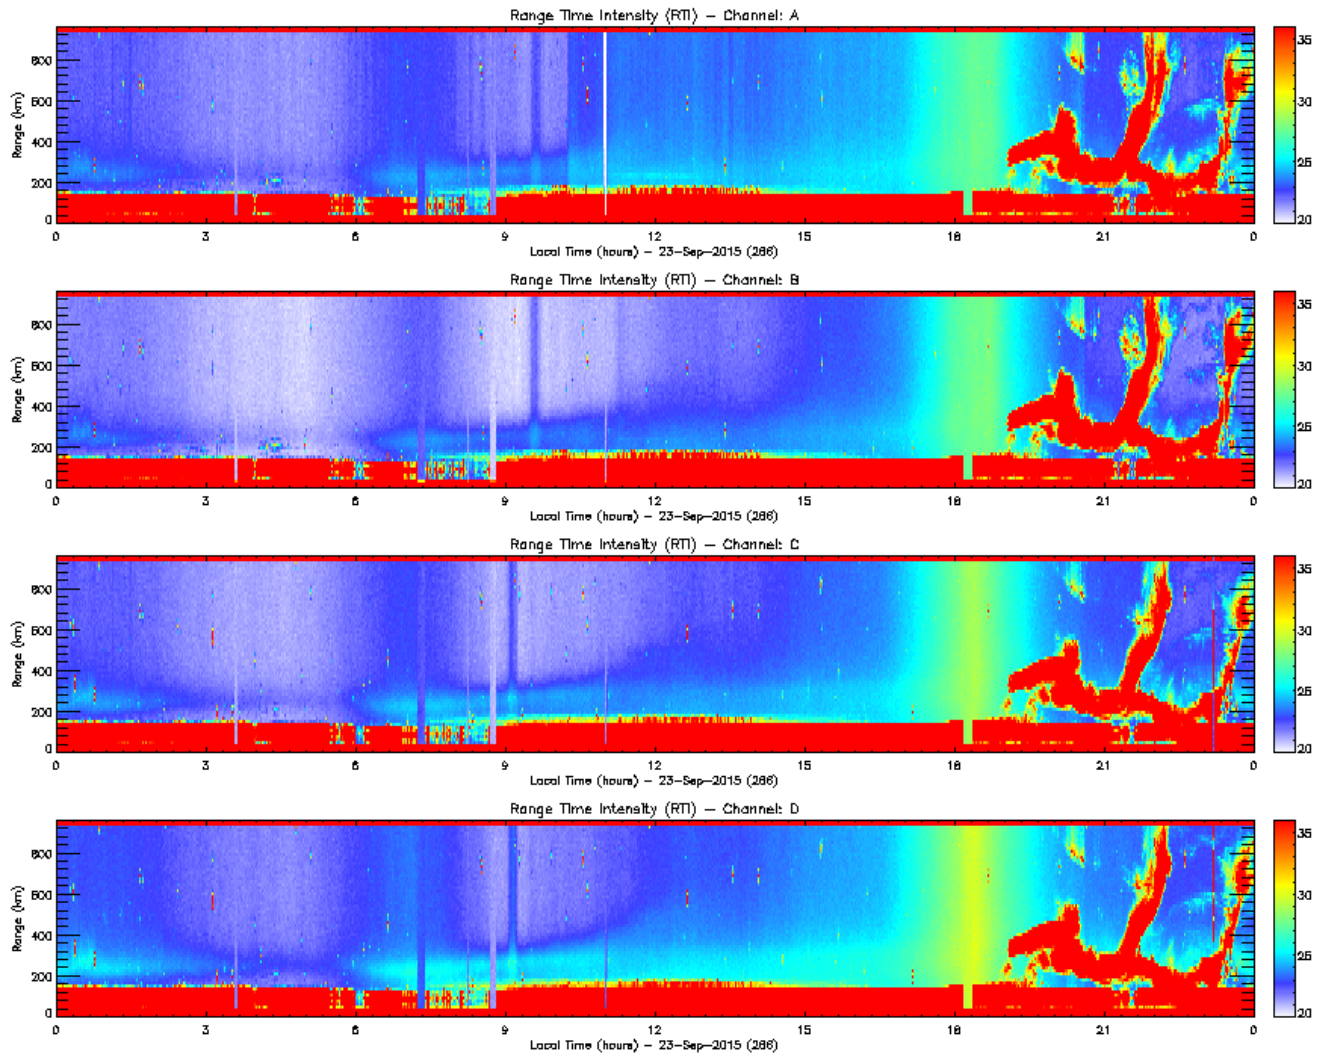 Range Time Intensity (RTI) – Channel: A
Range (km)
800
600
400
200
0
0 3 6 9 12 15 18 21 0
Local Time (hours) – 23–Sep–2015 (266)
35
30
25
20
Range Time Intensity (RTI) – Channel: B
Range (km)
800
600
400
200
0
0 3 6 9 12 15 18 21 0
Local Time (hours) – 23–Sep–2015 (266)
35
30
25
20
Range Time Intensity (RTI) – Channel: C
Range (km)
800
600
400
200
0
0 3 6 9 12 15 18 21 0
Local Time (hours) – 23–Sep–2015 (266)
35
30
25
20
Range Time Intensity (RTI) – Channel: D
Range (km)
800
600
400
200
0
0 3 6 9 12 15 18 21 0
Local Time (hours) – 23–Sep–2015 (266)
35
30
25
20